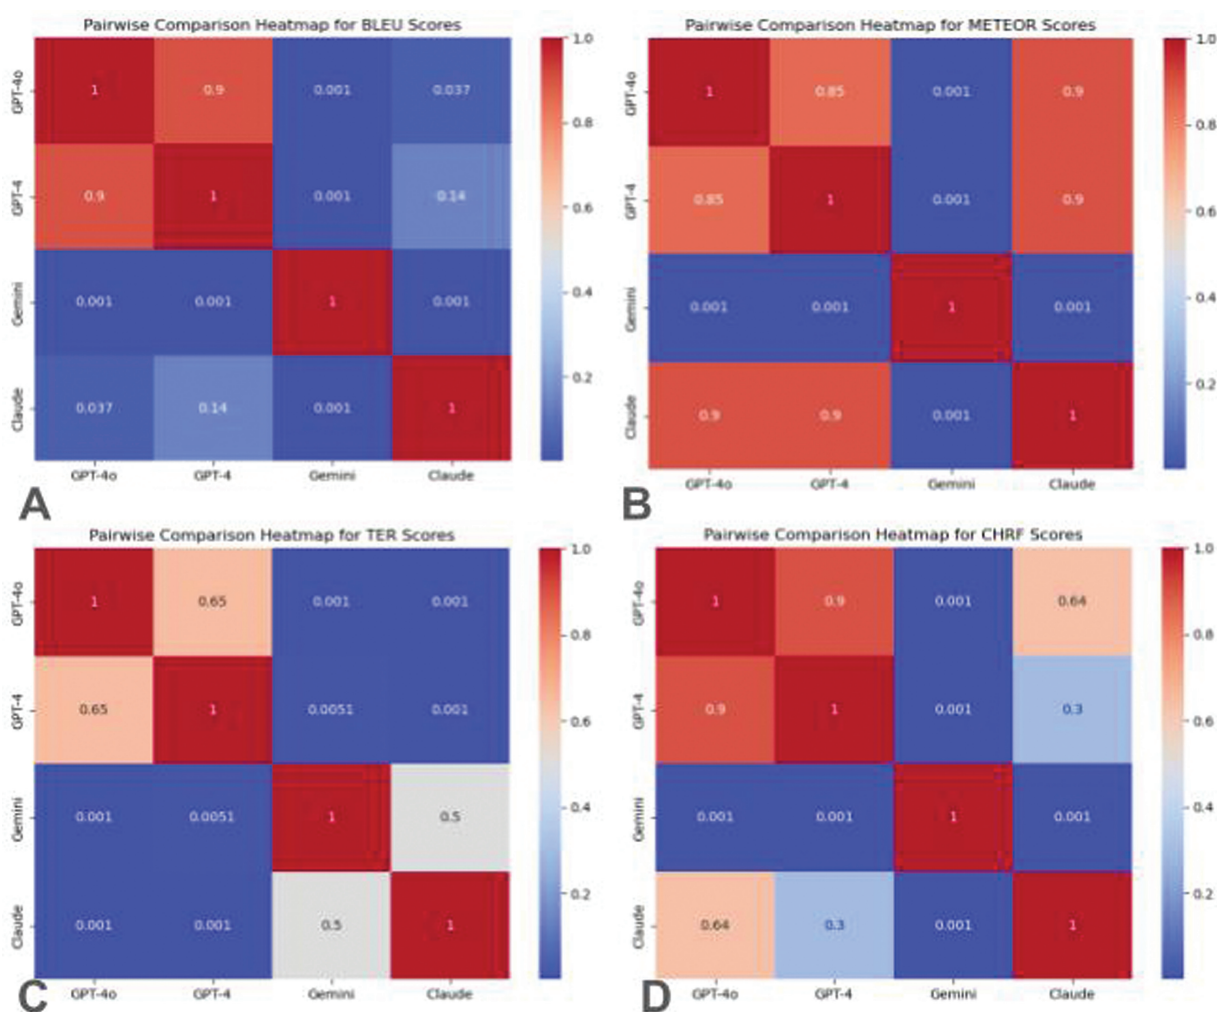 Pairwise Comparison Heatmap for BLEU Scores
GPT-4o 1 0.9 0.001 0.037
GPT-4 0.9 1 0.001 0.14
Gemini 0.001 0.001 1 0.001
Claude 0.037 0.14 0.001 1
GPT-4o GPT-4 Gemini Claude
1.0
0.8
0.6
0.4
0.2
A
Pairwise Comparison Heatmap for METEOR Scores
GPT-4o 1 0.85 0.001 0.9
GPT-4 0.85 1 0.001 0.9
Gemini 0.001 0.001 1 0.001
Claude 0.9 0.9 0.001 1
GPT-4o GPT-4 Gemini Claude
1.0
0.8
0.6
0.4
0.2
B
Pairwise Comparison Heatmap for TER Scores
GPT-4o 1 0.65 0.001 0.001
GPT-4 0.65 1 0.0051 0.001
Gemini 0.001 0.0051 1 0.5
Claude 0.001 0.001 0.5 1
GPT-4o GPT-4 Gemini Claude
1.0
0.8
0.6
0.4
0.2
C
Pairwise Comparison Heatmap for CHRF Scores
GPT-4o 1 0.9 0.001 0.64
GPT-4 0.9 1 0.001 0.3
Gemini 0.001 0.001 1 0.001
Claude 0.64 0.3 0.001 1
GPT-4o GPT-4 Gemini Claude
1.0
0.8
0.6
0.4
0.2
D